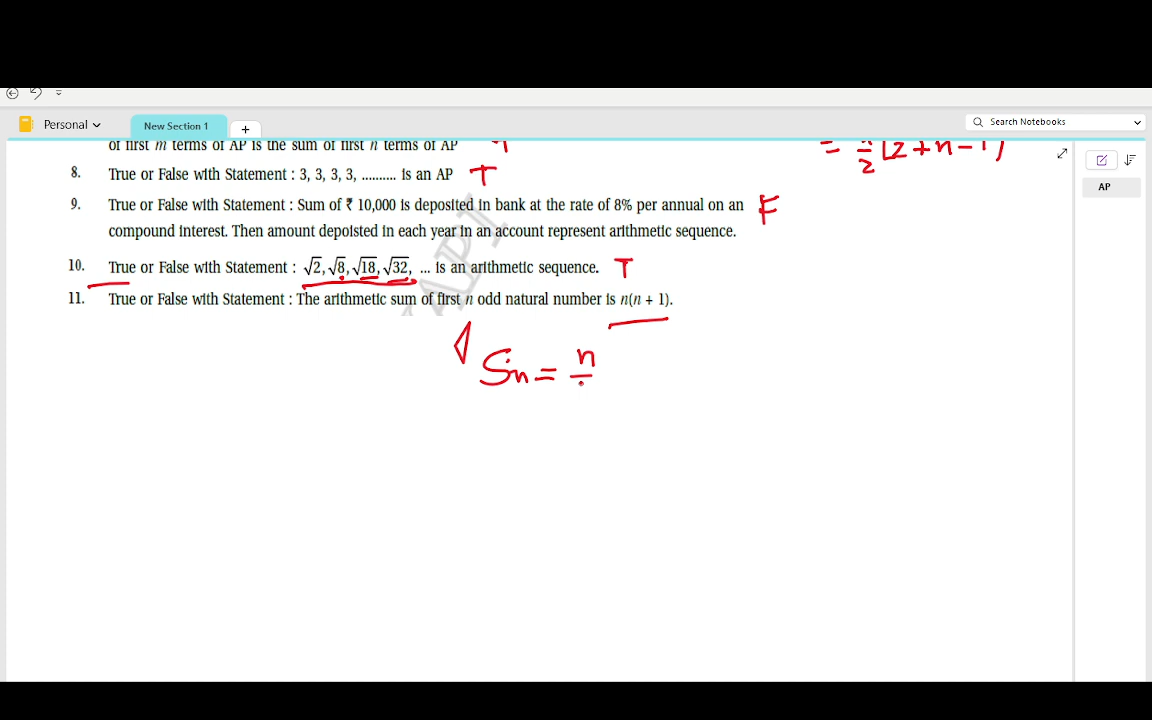 Personal
New Section 1
+
Search Notebooks
of first m terms of AP is the sum of first n terms of AP
= n/2 [2 + n - 1)
8. True or False with Statement : 3, 3, 3, 3, .......... is an AP T
AP
9. True or False with Statement : Sum of ₹ 10,000 is deposited in bank at the rate of 8% per annual on an F
compound interest. Then amount depoisted in each year in an account represent arithmetic sequence.
10. True or False with Statement : √2, √8, √18, √32, ... is an arithmetic sequence. T
11. True or False with Statement : The arithmetic sum of first n odd natural number is n(n + 1).
Sn = n